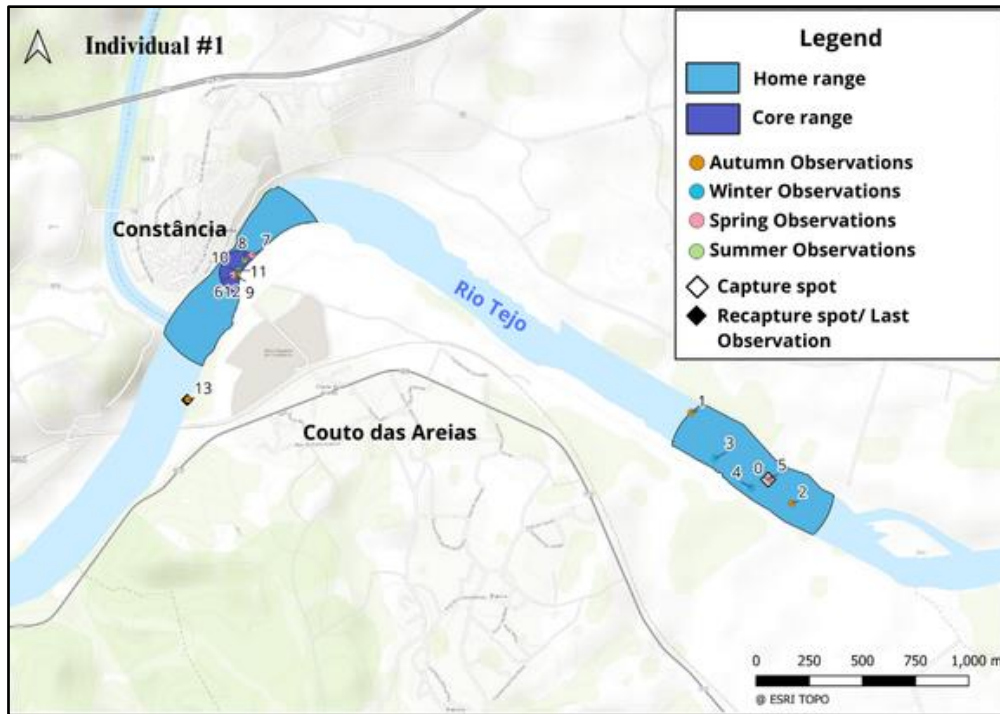 Individual #1
Legend
Home range
Core range
Autumn Observations
Winter Observations
Spring Observations
Summer Observations
Capture spot
Recapture spot/ Last
Observation
Constância
10
8
7
11
6
12
9
13
Rio Tejo
Couto das Areias
1
3
0
5
4
2
0 250 500 750 1,000 m
@ ESRI TOPO